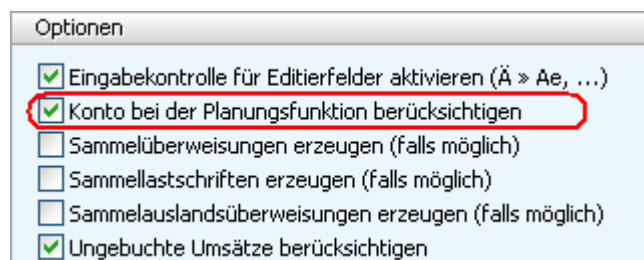 Optionen
Eingabekontrolle für Editierfelder aktivieren (Ä » Ae, ...)
Konto bei der Planungsfunktion berücksichtigen
Sammelüberweisungen erzeugen (falls möglich)
Sammellastschriften erzeugen (falls möglich)
Sammelauslandsüberweisungen erzeugen (falls möglich)
Ungebuchte Umsätze berücksichtigen